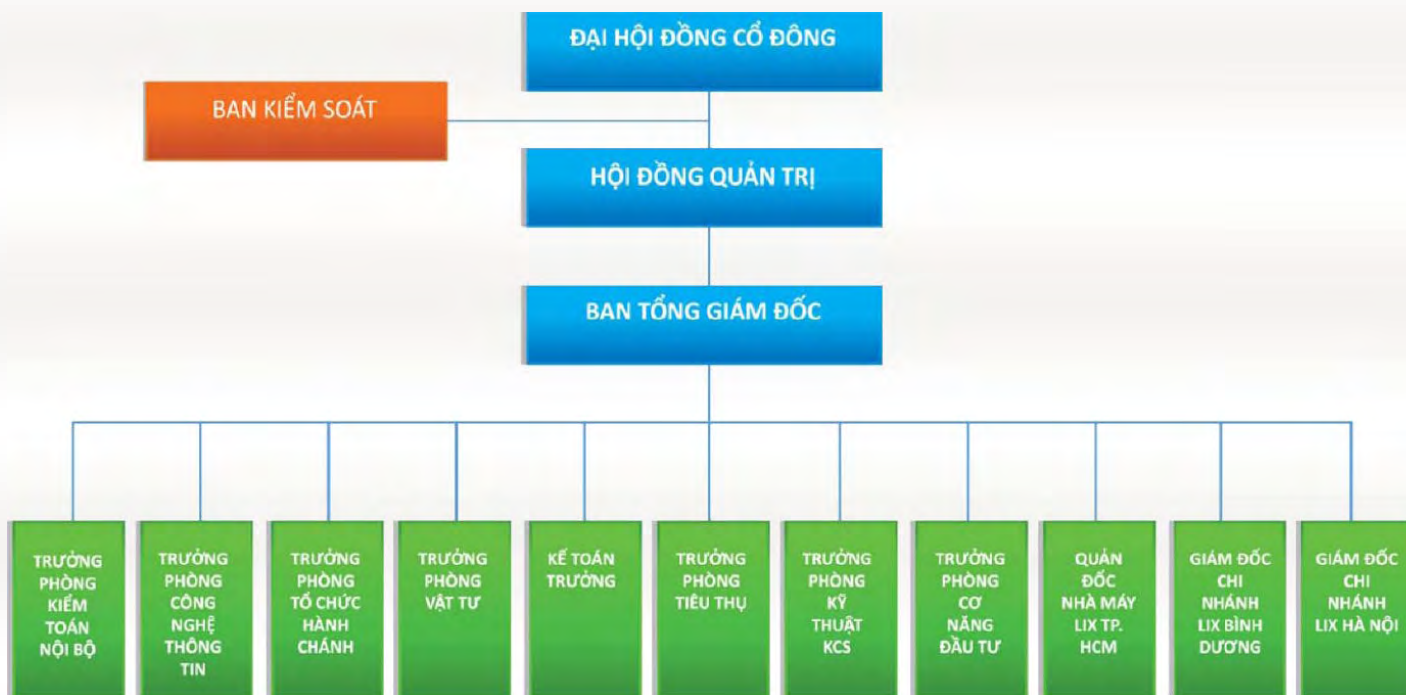 ĐẠI HỘI ĐỒNG CỔ ĐÔNG
BAN KIỂM SOÁT
HỘI ĐỒNG QUẢN TRỊ
BAN TỔNG GIÁM ĐỐC
TRƯỞNG
PHÒNG
KIỂM
TOÁN
NỘI BỘ
TRƯỞNG
PHÒNG
CÔNG
NGHỆ
THÔNG
TIN
TRƯỞNG
PHÒNG
TỔ CHỨC
HÀNH
CHÁNH
TRƯỞNG
PHÒNG
VẬT TƯ
KẾ TOÁN
TRƯỞNG
TRƯỞNG
PHÒNG
TIÊU THỤ
TRƯỞNG
PHÒNG
KỸ
THUẬT
KCS
TRƯỞNG
PHÒNG
CƠ
NĂNG
ĐẦU TƯ
QUẢN
ĐỐC
NHÀ MÁY
LIX TP.
HCM
GIÁM ĐỐC
CHI
NHÁNH
LIX BÌNH
DƯƠNG
GIÁM ĐỐC
CHI
NHÁNH
LIX HÀ NỘI